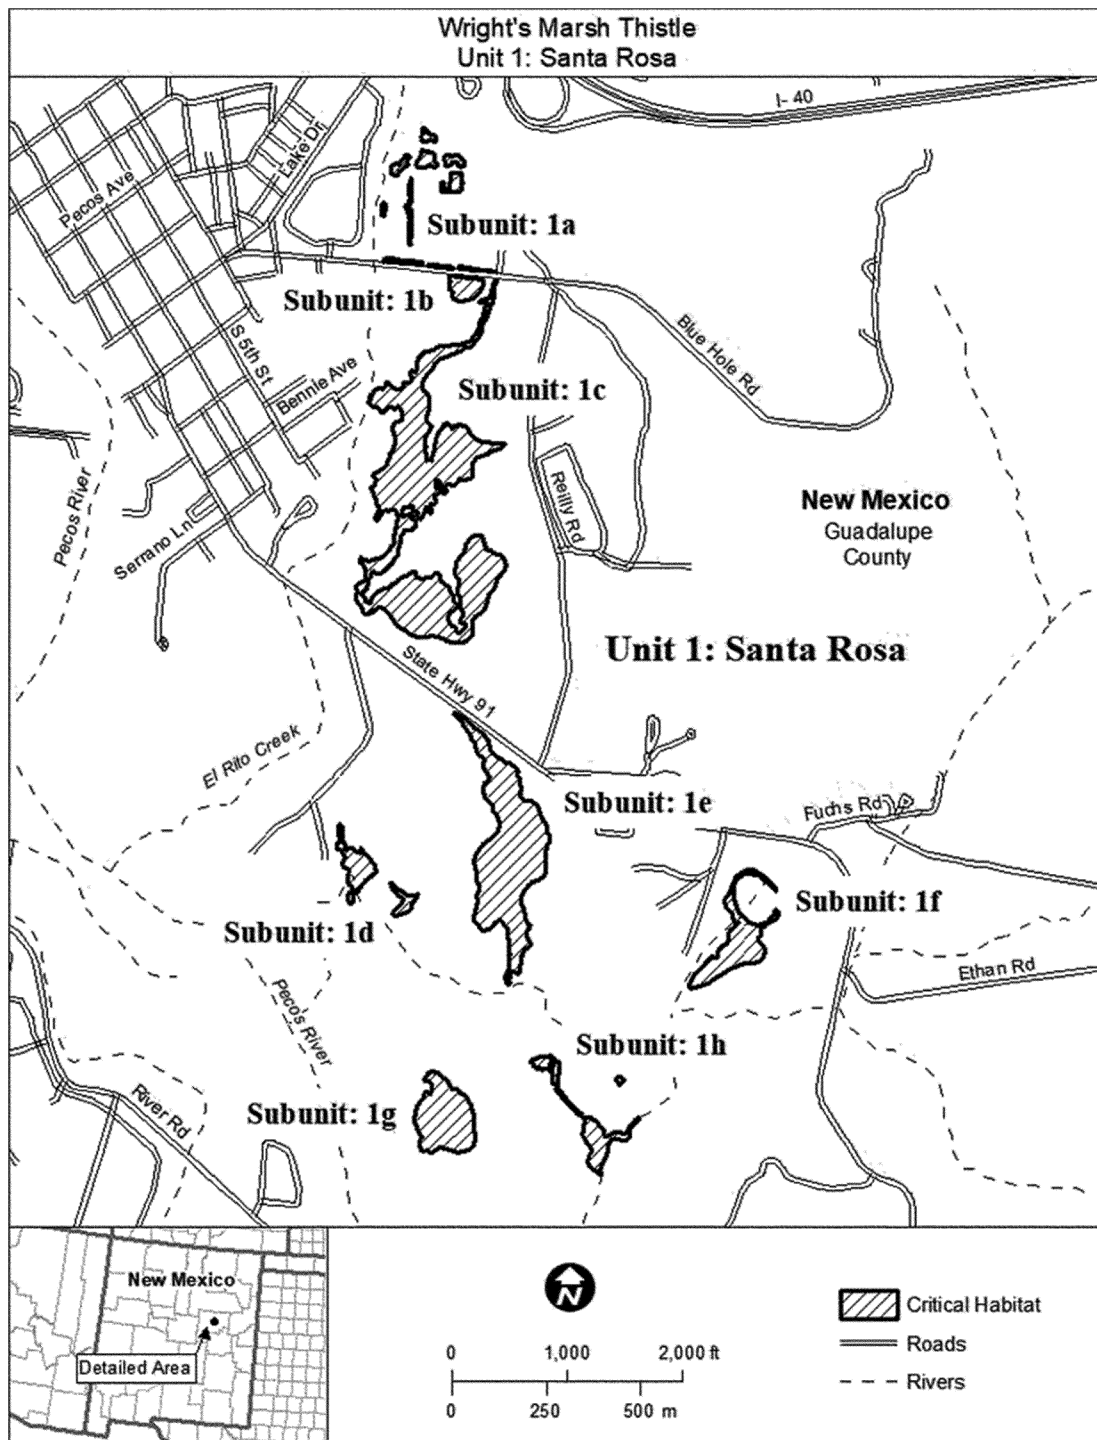 Wright's Marsh Thistle
Unit 1: Santa Rosa
I- 40
Lake Dr
Pecos Ave
Subunit: 1a
Subunit: 1b
S 5th St
Blue Hole Rd
Bennie Ave
Subunit: 1c
Pecos River
Reilly Rd
New Mexico
Guadalupe
County
Serrano Ln
Unit 1: Santa Rosa
State Hwy 91
El Rito Creek
Subunit: 1e
Fuchs Rd
Subunit: 1f
Subunit: 1d
Ethan Rd
Pecos River
Subunit: 1h
Subunit: 1g
River Rd
New Mexico
Detailed Area
N
0 1,000 2,000 ft
0 250 500 m
Critical Habitat
Roads
Rivers